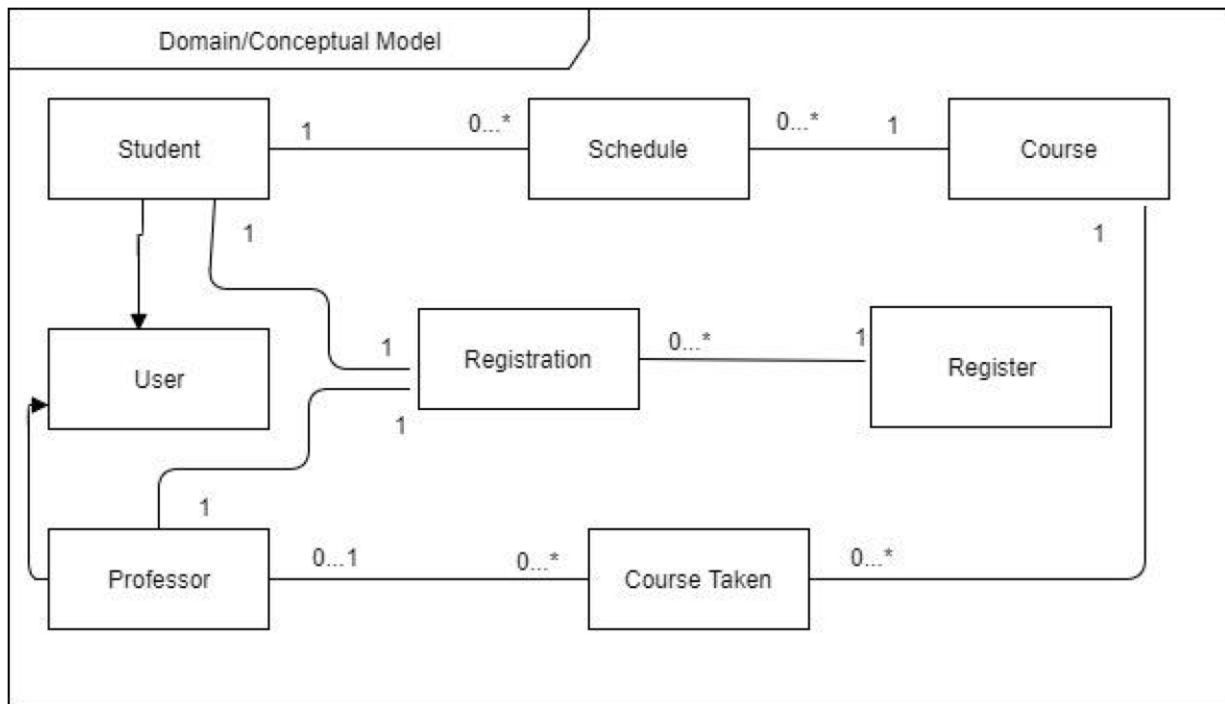 Domain/Conceptual Model
Student
1
0...*
Schedule
0...*
1
Course
1
1
User
1
Registration
0...*
1
Register
1
1
Professor
0...1
0...*
Course Taken
0...*